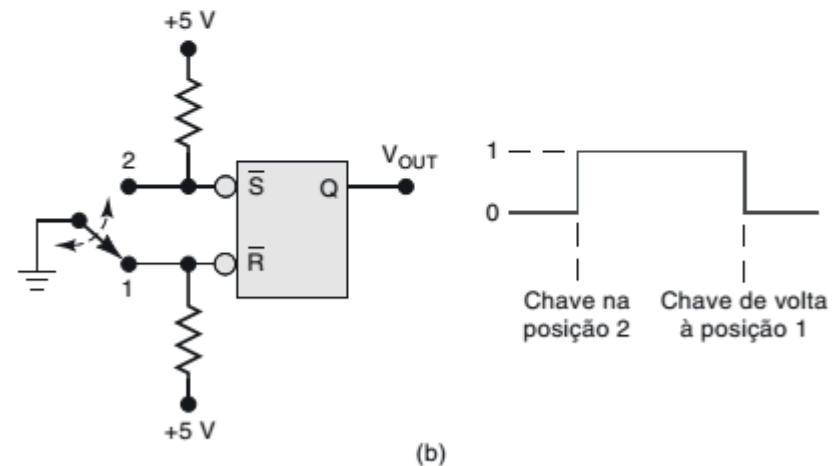 +5 V
2
S̅
Q
V_OUT
1
R̅
+5 V
1
0
Chave na
posição 2
Chave de volta
à posição 1
(b)